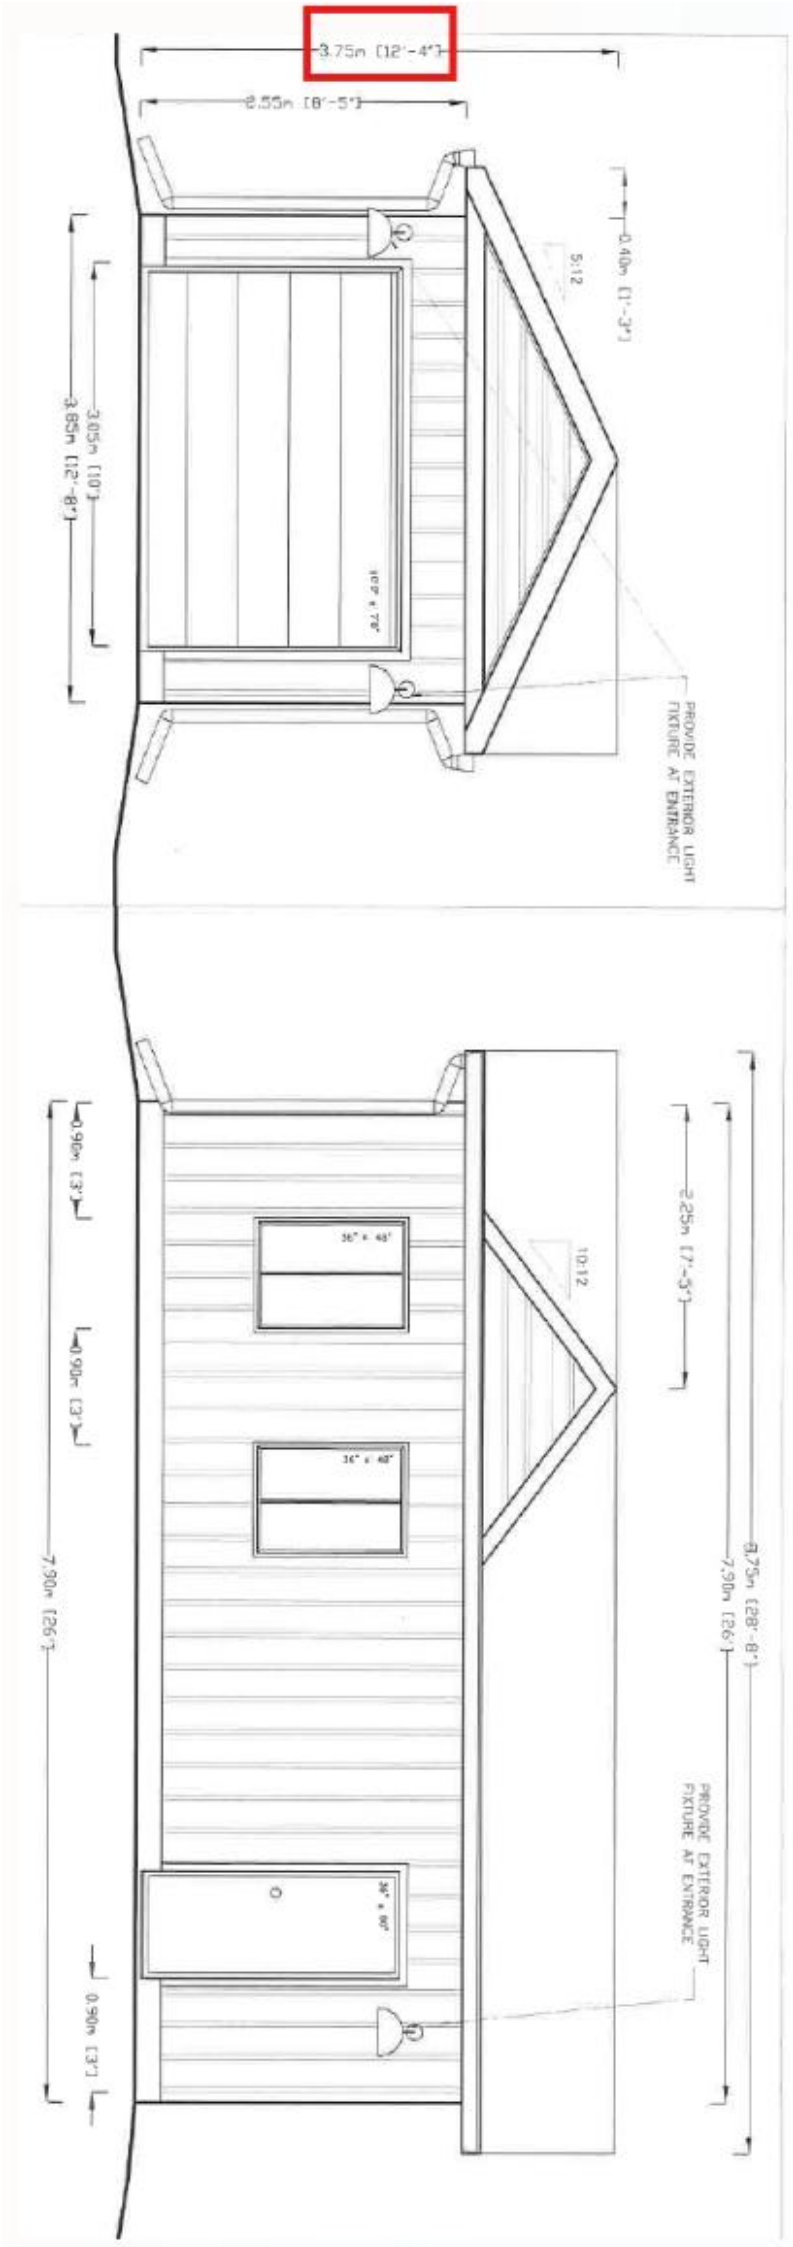 3.75m [12'-4"]
2.55m [8'-5"]
0.40m [1'-3"]
5:12
3.05m [10']
3.85m [12'-8"]
PROVIDE EXTERIOR LIGHT
FIXTURE AT ENTRANCE
0.90m [3']
36" x 48"
10:12
2.25m [7'-5"]
0.90m [3']
36" x 48"
7.90m [26']
7.90m [26']
8.75m [28'-8"]
PROVIDE EXTERIOR LIGHT
FIXTURE AT ENTRANCE
36" x 80"
0.90m [3']